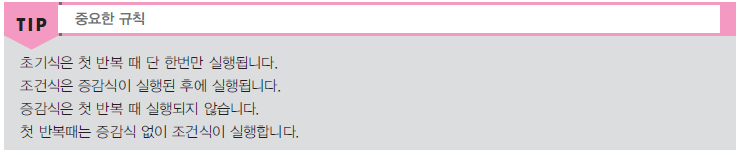 TIP
중요한 규칙
초기식은 첫 반복 때 단 한번만 실행됩니다.
조건식은 증감식이 실행된 후에 실행됩니다.
증감식은 첫 반복 때 실행되지 않습니다.
첫 반복때는 증감식 없이 조건식이 실행합니다.